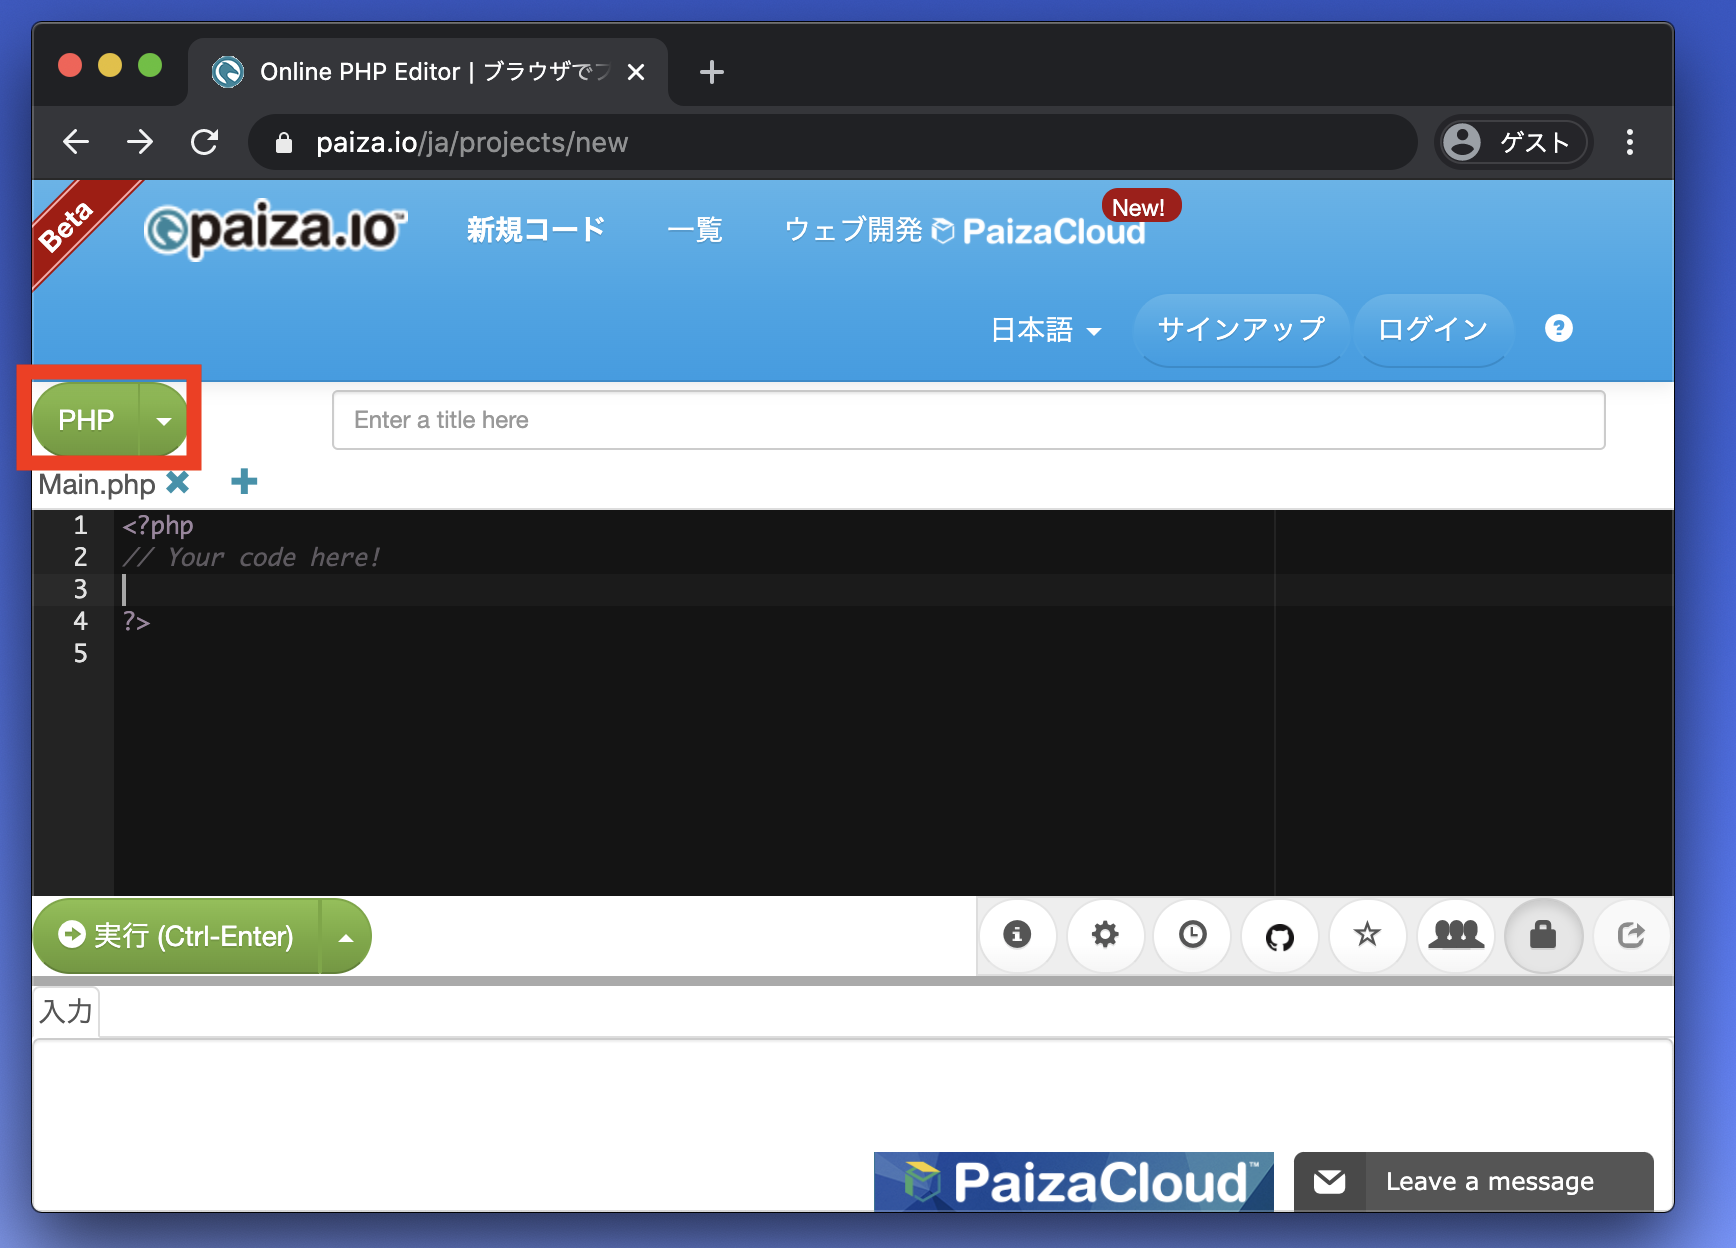 Online PHP Editor | ブラウザでプ
paiza.io/ja/projects/new
ゲスト
Beta
paiza.io™
新規コード
一覧
ウェブ開発 PaizaCloud
New!
日本語
サインアップ
ログイン
?
PHP
Enter a title here
Main.php
1 <?php
2 // Your code here!
3
4 ?>
5
実行 (Ctrl-Enter)
入力
PaizaCloud™
Leave a message